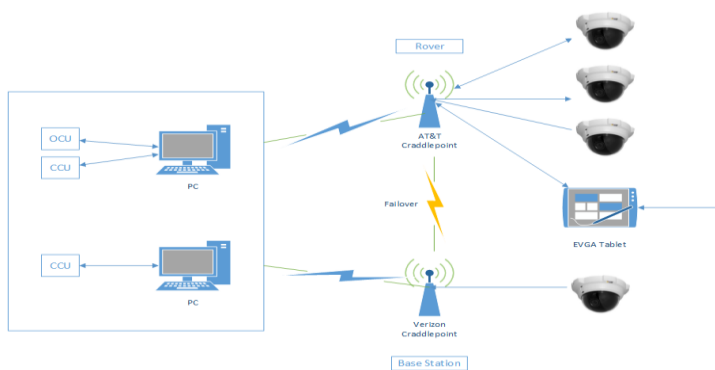 Rover
OCU
CCU
PC
AT&T
Craddlepoint
Failover
EVGA Tablet
CCU
PC
Verizon
Craddlepoint
Base Station